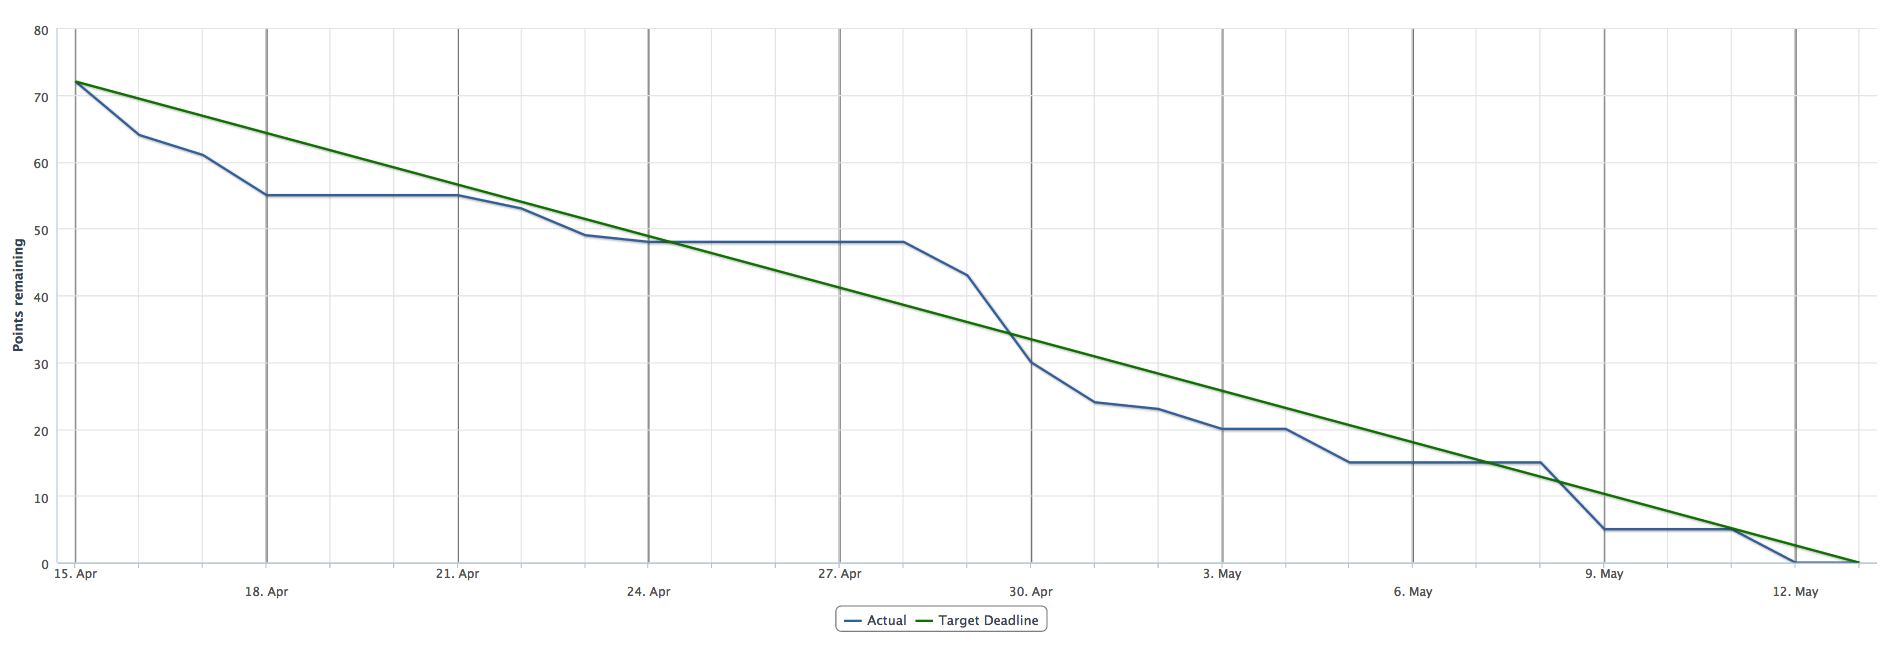 80
70
60
50
40
30
20
10
0
Points remaining
15. Apr
18. Apr
21. Apr
24. Apr
27. Apr
30. Apr
3. May
6. May
9. May
12. May
Actual
Target Deadline